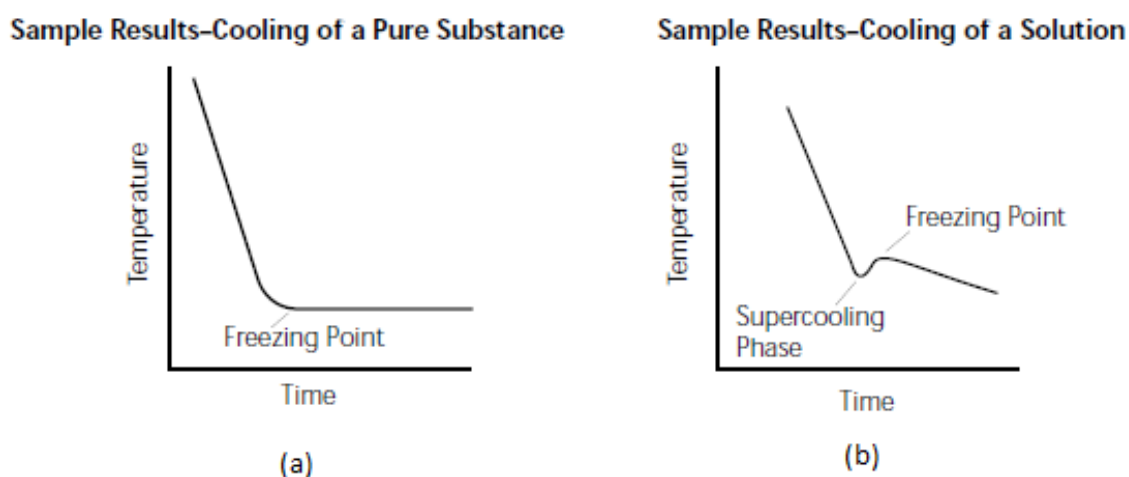 Sample Results–Cooling of a Pure Substance
Temperature
Freezing Point
Time
(a)
Sample Results–Cooling of a Solution
Temperature
Freezing Point
Supercooling
Phase
Time
(b)